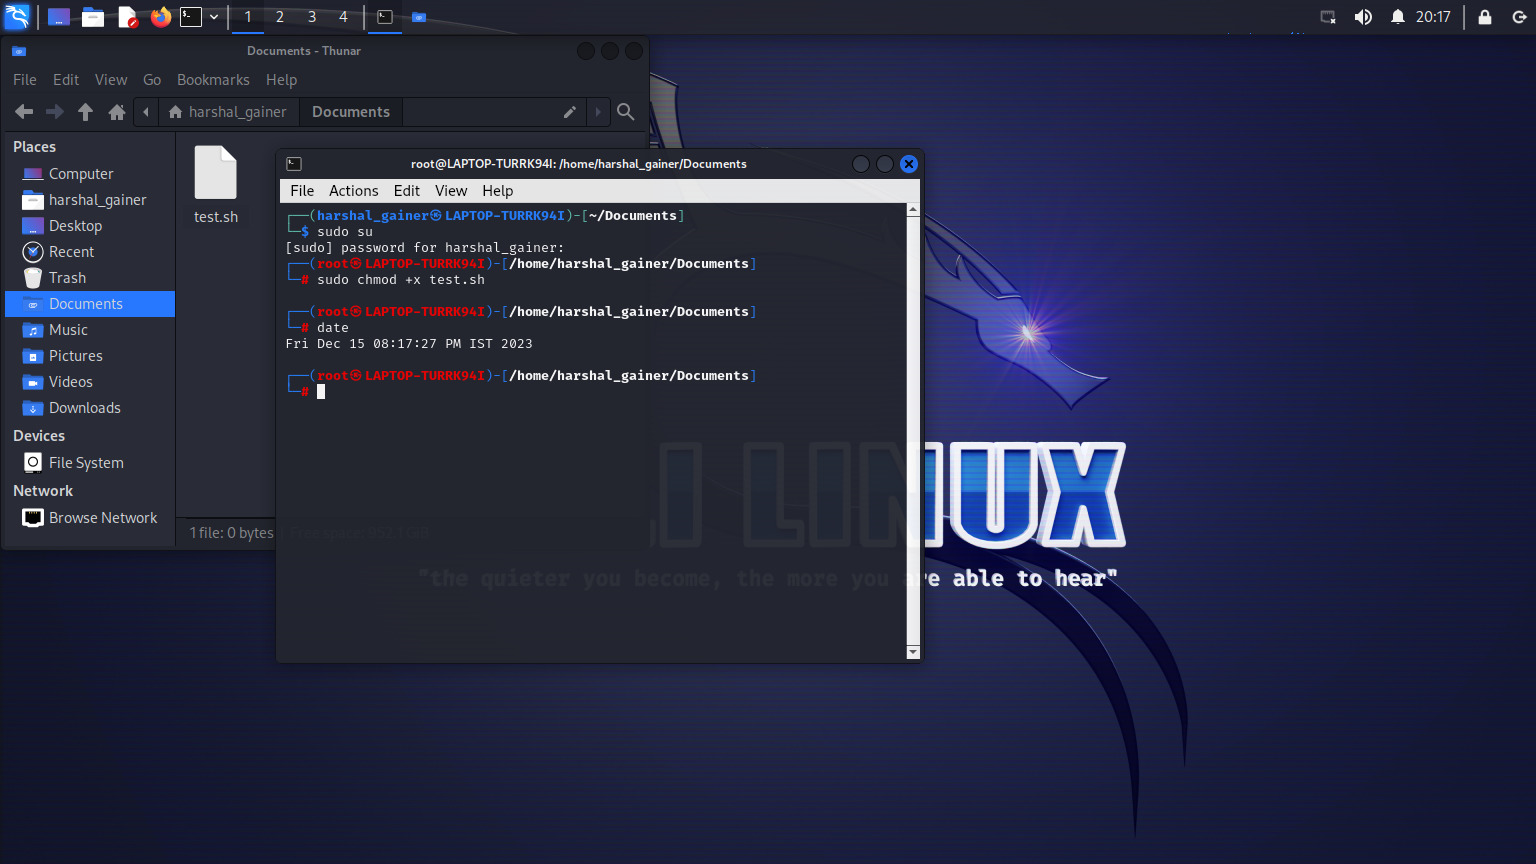 1 2 3 4 20:17
Documents - Thunar
File Edit View Go Bookmarks Help
harshal_gainer Documents
Places
Computer
harshal_gainer
Desktop
Recent
Trash
Documents
Music
Pictures
Videos
Downloads
Devices
File System
Network
Browse Network
test.sh
1 file: 0 bytes
root@LAPTOP-TURRK94I: /home/harshal_gainer/Documents
File Actions Edit View Help
┌──(harshal_gainer㉿LAPTOP-TURRK94I)-[~/Documents]
└─$ sudo su
[sudo] password for harshal_gainer:
┌──(root㉿LAPTOP-TURRK94I)-[/home/harshal_gainer/Documents]
└─# sudo chmod +x test.sh
┌──(root㉿LAPTOP-TURRK94I)-[/home/harshal_gainer/Documents]
└─# date
Fri Dec 15 08:17:27 PM IST 2023
┌──(root㉿LAPTOP-TURRK94I)-[/home/harshal_gainer/Documents]
└─#
LINUX
"the quieter you become, the more you are able to hear"